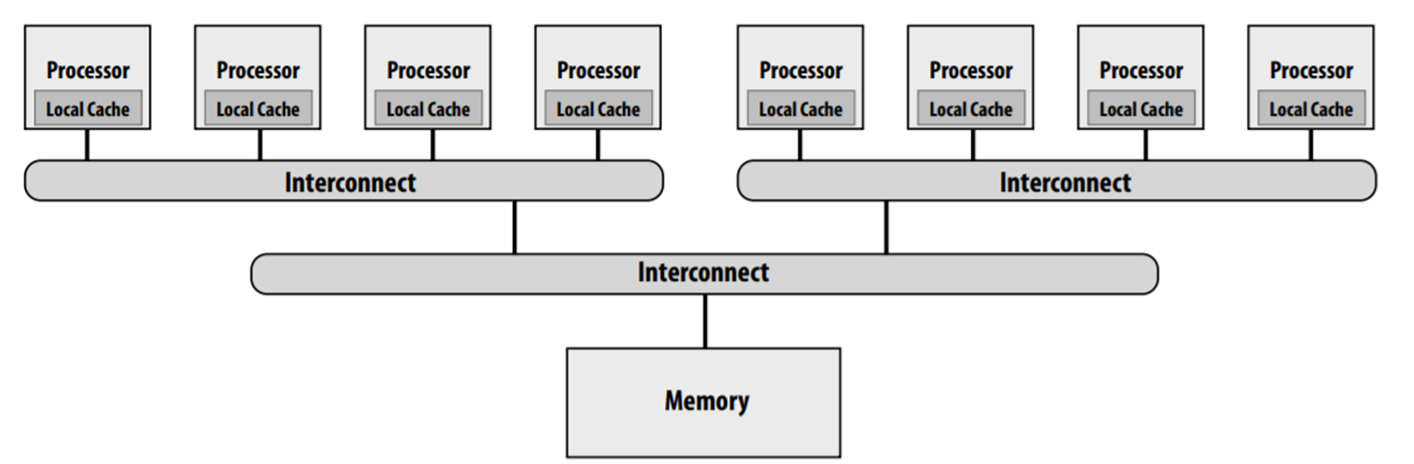 Processor Processor Processor Processor Processor Processor Processor Processor
Local Cache Local Cache Local Cache Local Cache Local Cache Local Cache Local Cache Local Cache
Interconnect Interconnect
Interconnect
Memory